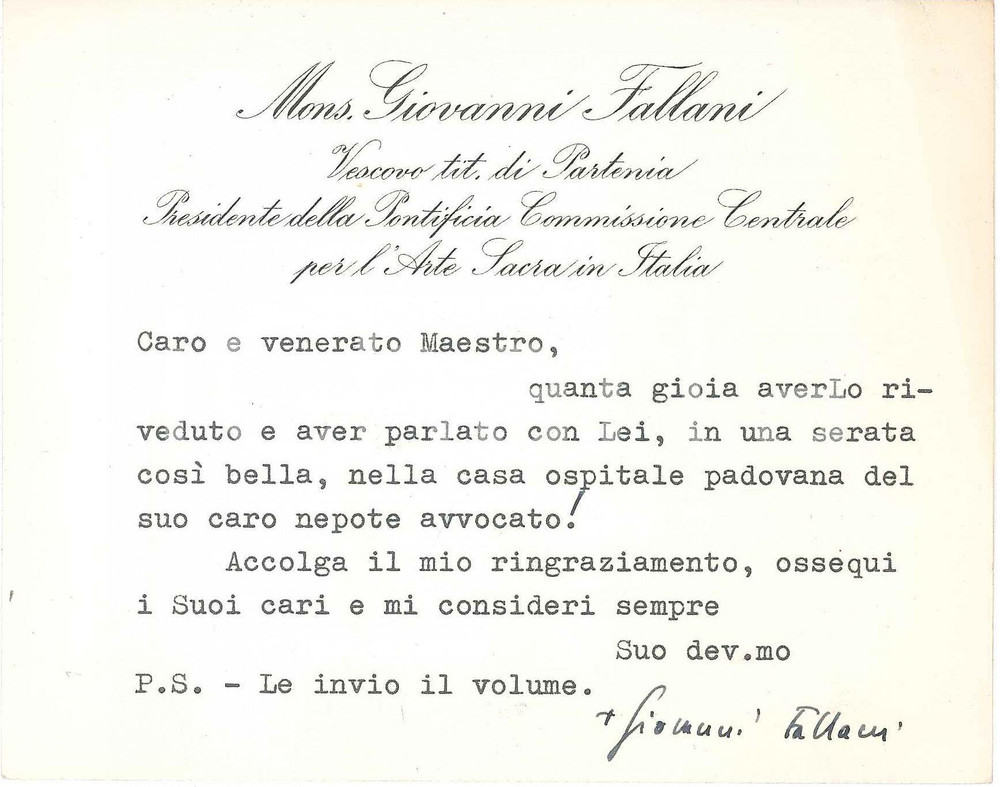 Mons. Giovanni Fallani
Vescovo tit. di Partenia
Presidente della Pontificia Commissione Centrale
per l'Arte Sacra in Italia
Caro e venerato Maestro,
quanta gioia averLo ri-
veduto e aver parlato con Lei, in una serata
così bella, nella casa ospitale padovana del
suo caro nepote avvocato!
Accolga il mio ringraziamento, ossequi
i Suoi cari e mi consideri sempre
Suo dev.mo
P.S. - Le invio il volume.
+ Giovanni Fallani